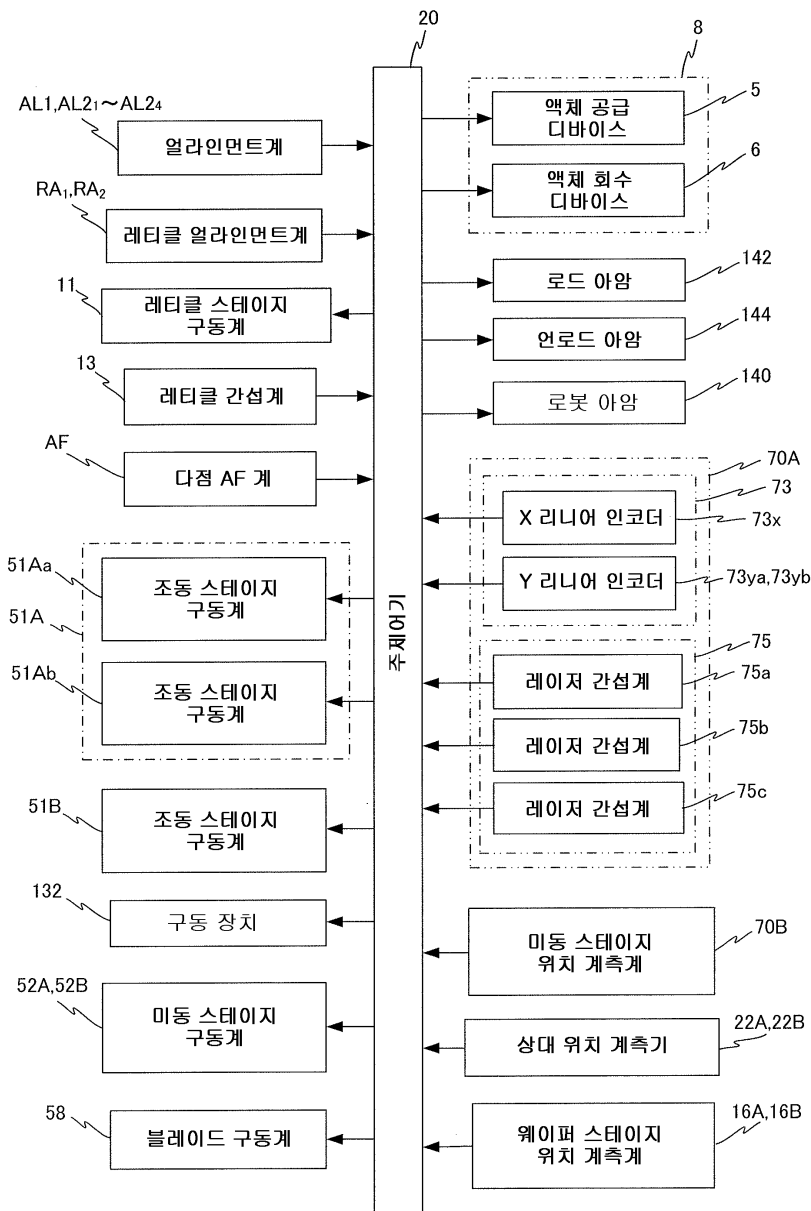 20
8
AL1,AL2₁~AL2₄
얼라인먼트계
RA₁,RA₂
레티클 얼라인먼트계
11
레티클 스테이지
구동계
13
레티클 간섭계
AF
다점 AF 계
51Aa
51A
조동 스테이지
구동계
51Ab
조동 스테이지
구동계
51B
조동 스테이지
구동계
132
구동 장치
52A,52B
미동 스테이지
구동계
58
블레이드 구동계
주제어기
5
액체 공급
디바이스
6
액체 회수
디바이스
142
로드 아암
144
언로드 아암
140
로봇 아암
70A
73
X 리니어 인코더
73x
Y 리니어 인코더
73ya,73yb
75
레이저 간섭계
75a
레이저 간섭계
75b
레이저 간섭계
75c
미동 스테이지
위치 계측계
70B
상대 위치 계측기
22A,22B
웨이퍼 스테이지
위치 계측계
16A,16B